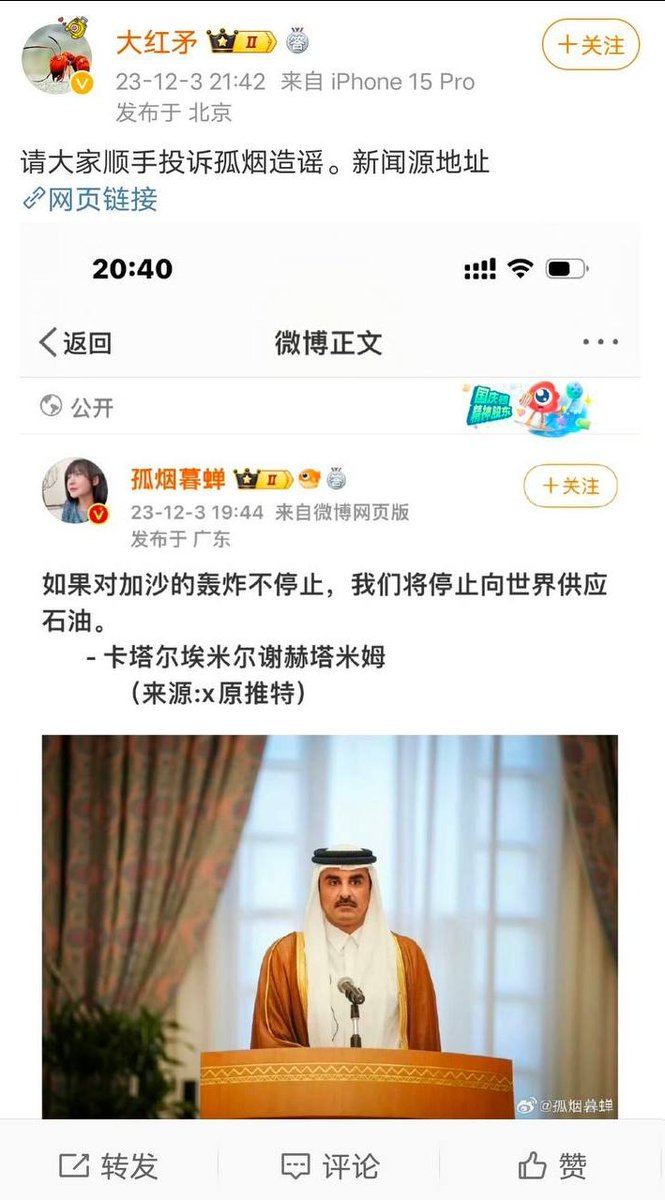 大红矛 II
23-12-3 21:42 来自 iPhone 15 Pro
发布于 北京
+关注
请大家顺手投诉孤烟造谣。新闻源地址
网页链接
20:40
返回
微博正文
公开
国庆档
精神股东
孤烟暮蝉 II
23-12-3 19:44 来自微博网页版
发布于 广东
+关注
如果对加沙的轰炸不停止，我们将停止向世界供应
石油。
- 卡塔尔埃米尔谢赫塔米姆
（来源:x原推特）
@孤烟暮蝉
转发
评论
赞